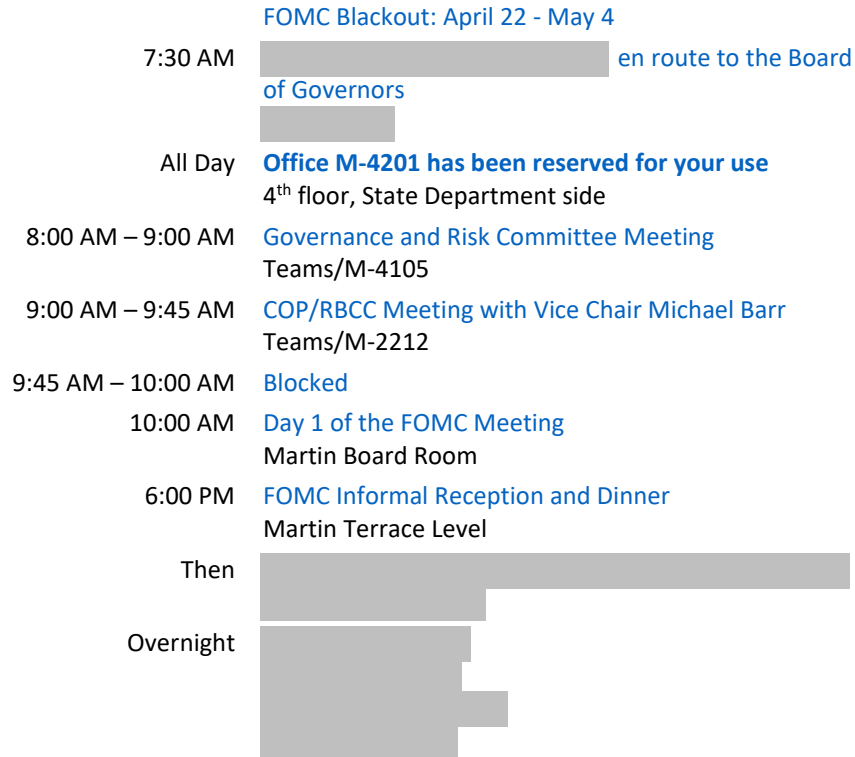 FOMC Blackout: April 22 - May 4
7:30 AM en route to the Board
of Governors
All Day Office M-4201 has been reserved for your use
4th floor, State Department side
8:00 AM – 9:00 AM Governance and Risk Committee Meeting
Teams/M-4105
9:00 AM – 9:45 AM COP/RBCC Meeting with Vice Chair Michael Barr
Teams/M-2212
9:45 AM – 10:00 AM Blocked
10:00 AM Day 1 of the FOMC Meeting
Martin Board Room
6:00 PM FOMC Informal Reception and Dinner
Martin Terrace Level
Then
Overnight